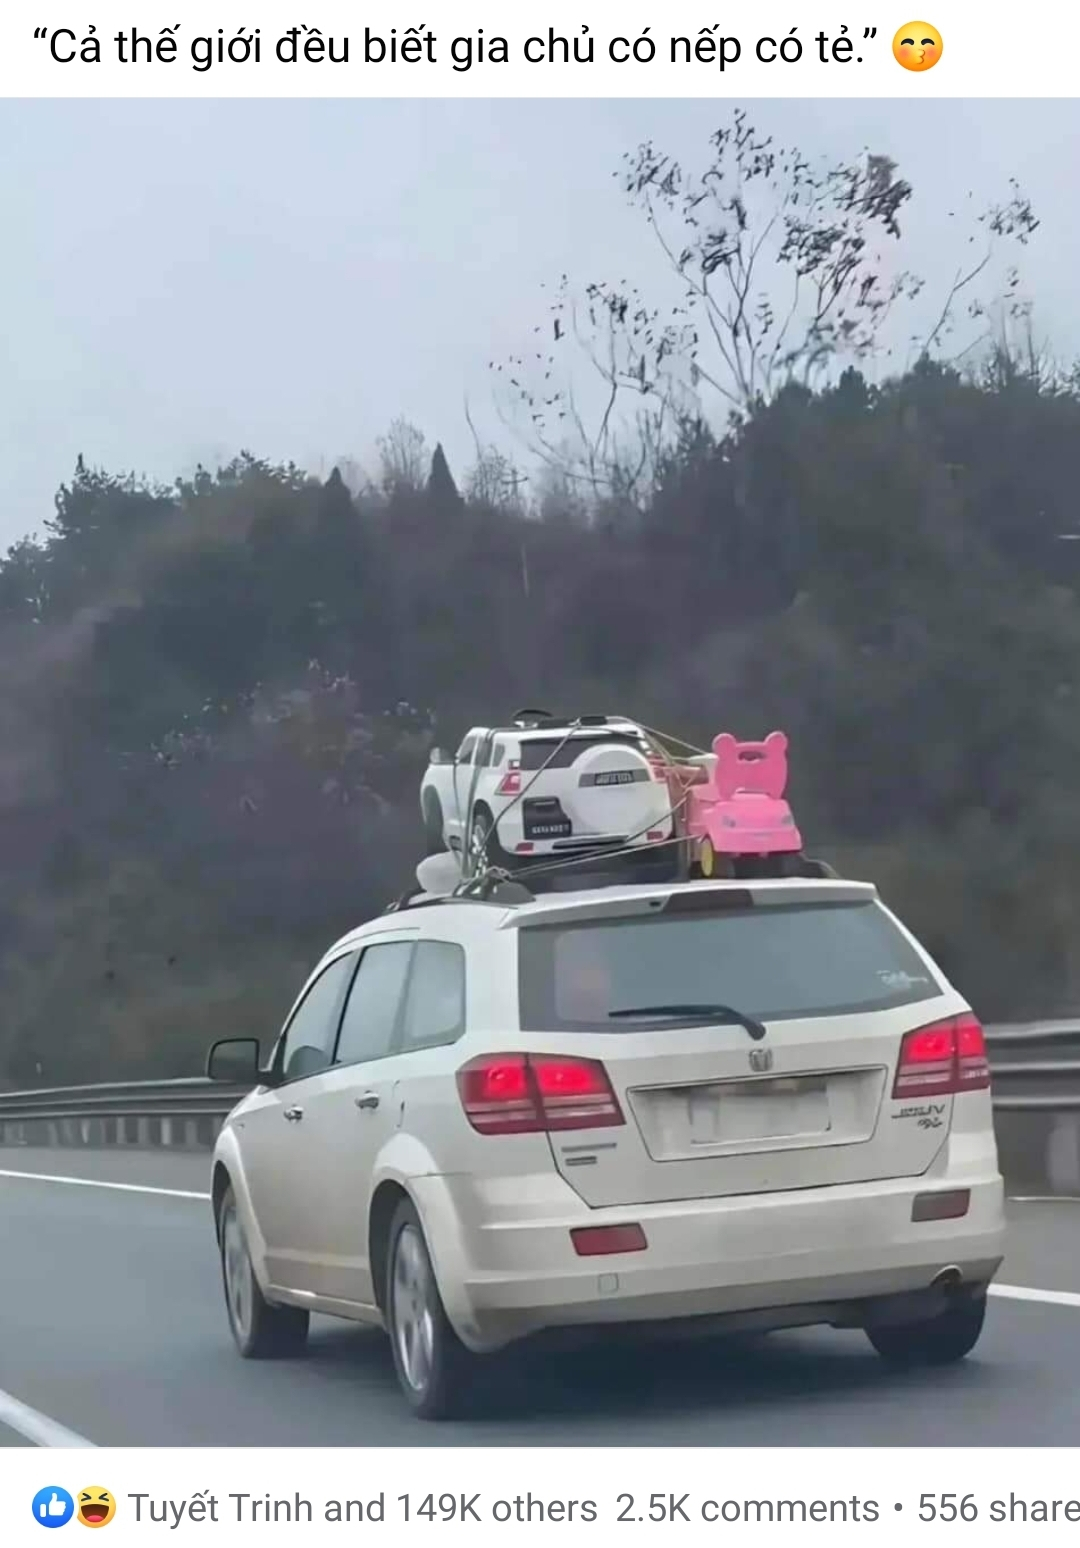 “Cả thế giới đều biết gia chủ có nếp có tẻ.” 😚
Tuyết Trinh and 149K others 2.5K comments • 556 share